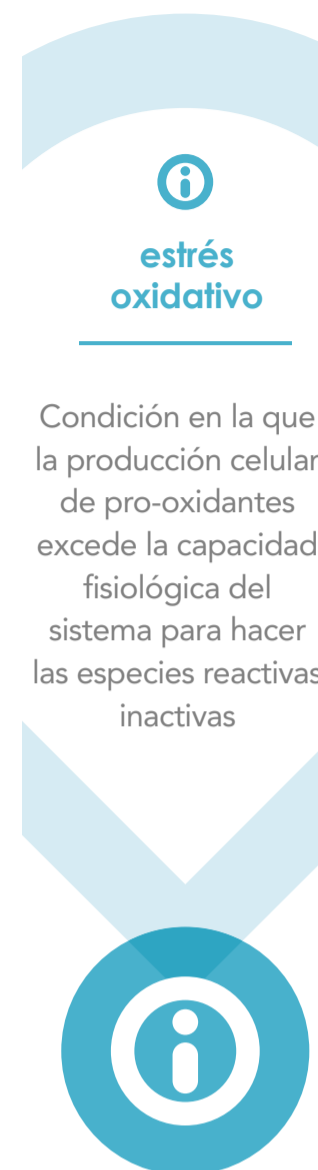 estrés
oxidativo
Condición en la que
la producción celular
de pro-oxidantes
excede la capacidad
fisiológica del
sistema para hacer
las especies reactivas
inactivas